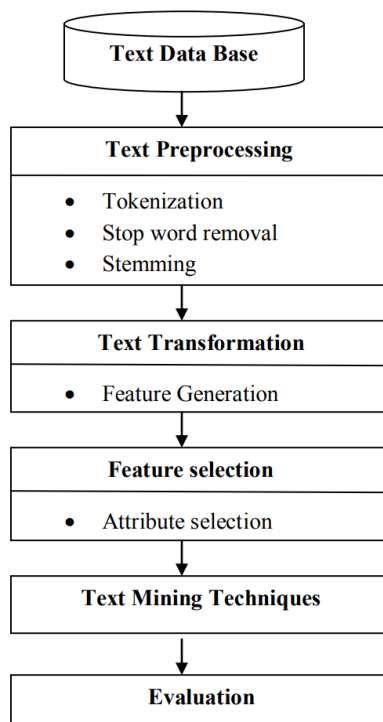 Text Data Base
Text Preprocessing
• Tokenization
• Stop word removal
• Stemming
Text Transformation
• Feature Generation
Feature selection
• Attribute selection
Text Mining Techniques
Evaluation